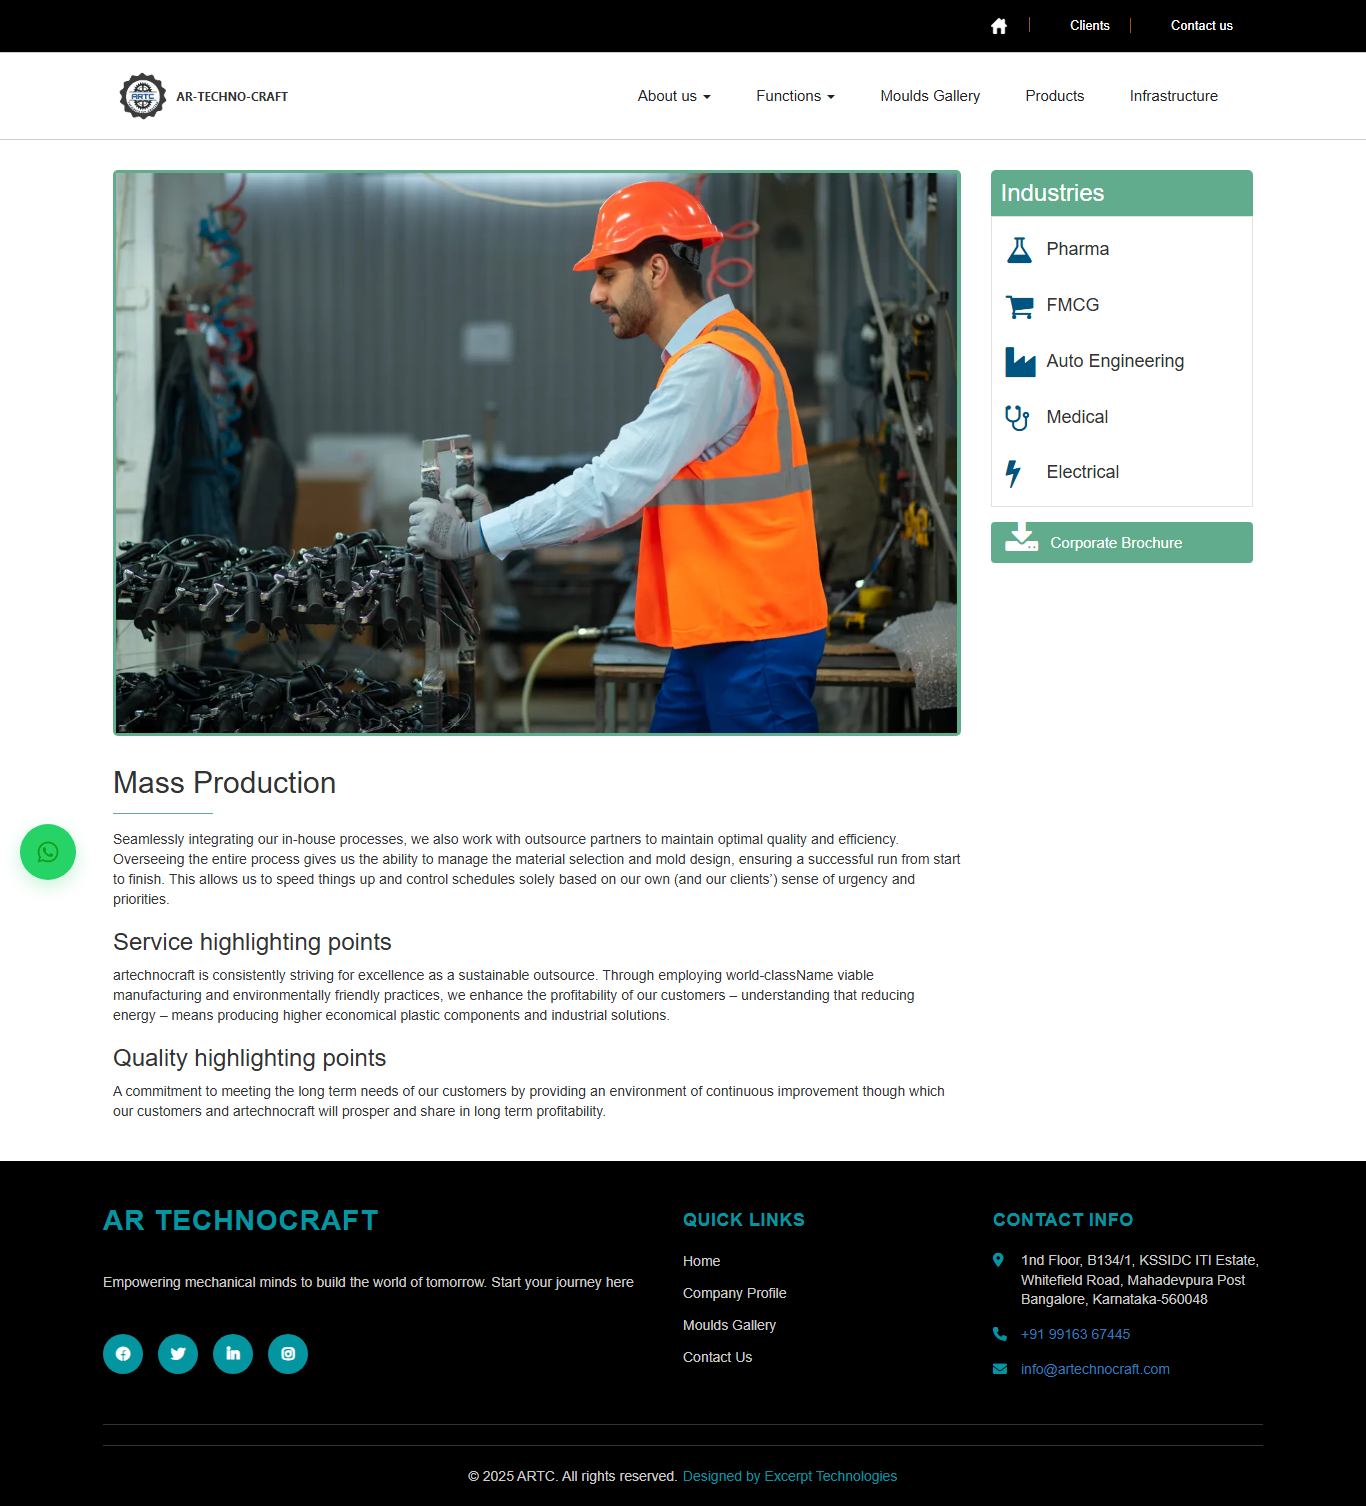 Clients
Contact us
ARTC
AR-TECHNO-CRAFT
About us
Functions
Moulds Gallery
Products
Infrastructure
Industries
Pharma
FMCG
Auto Engineering
Medical
Electrical
Corporate Brochure
Mass Production
Seamlessly integrating our in-house processes, we also work with outsource partners to maintain optimal quality and efficiency.
Overseeing the entire process gives us the ability to manage the material selection and mold design, ensuring a successful run from start
to finish. This allows us to speed things up and control schedules solely based on our own (and our clients’) sense of urgency and
priorities.
Service highlighting points
artechnocraft is consistently striving for excellence as a sustainable outsource. Through employing world-className viable
manufacturing and environmentally friendly practices, we enhance the profitability of our customers – understanding that reducing
energy – means producing higher economical plastic components and industrial solutions.
Quality highlighting points
A commitment to meeting the long term needs of our customers by providing an environment of continuous improvement though which
our customers and artechnocraft will prosper and share in long term profitability.
AR TECHNOCRAFT
Empowering mechanical minds to build the world of tomorrow. Start your journey here
QUICK LINKS
Home
Company Profile
Moulds Gallery
Contact Us
CONTACT INFO
1nd Floor, B134/1, KSSIDC ITI Estate,
Whitefield Road, Mahadevpura Post
Bangalore, Karnataka-560048
+91 99163 67445
info@artechnocraft.com
© 2025 ARTC. All rights reserved. Designed by Excerpt Technologies